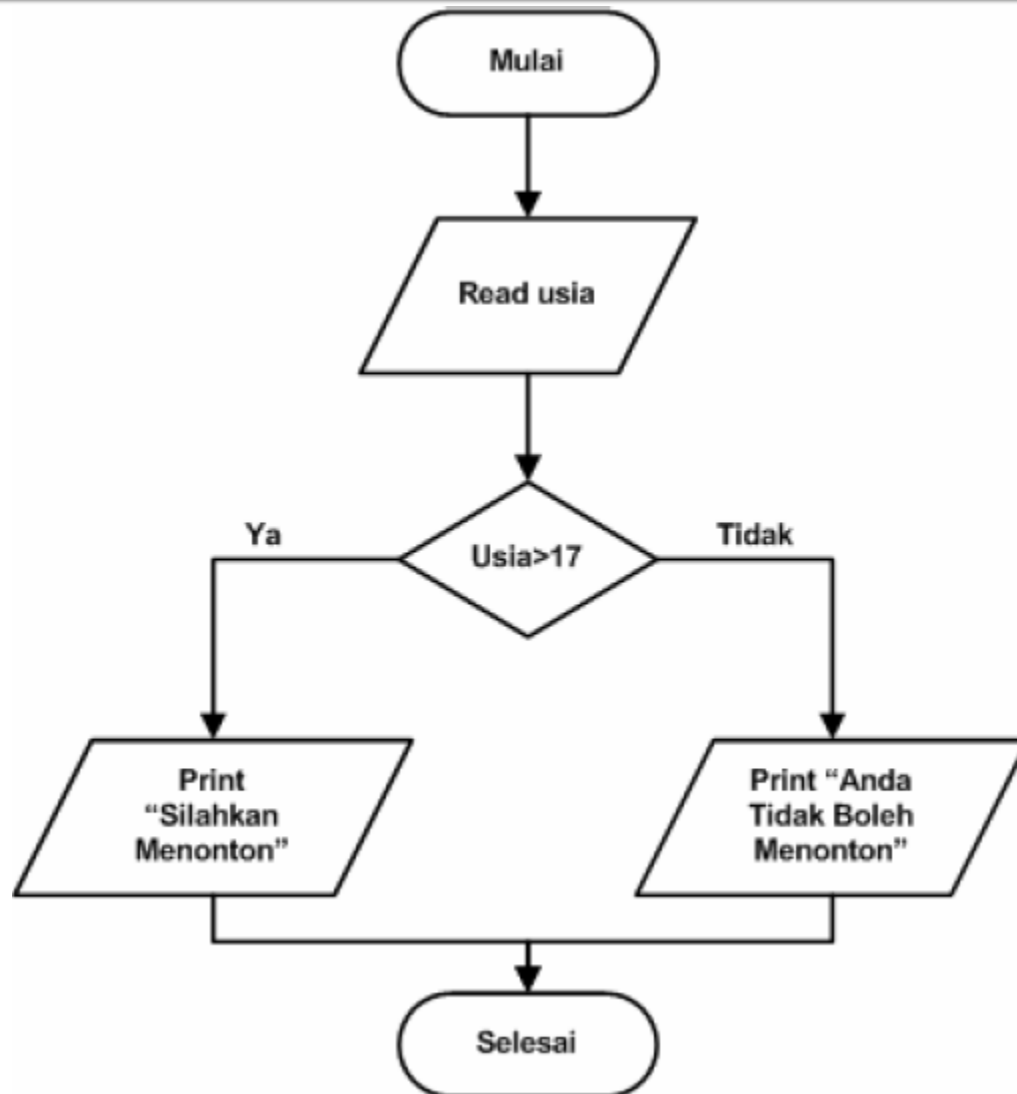 Mulai
Read usia
Usia>17
Ya
Tidak
Print
“Silahkan
Menonton”
Print “Anda
Tidak Boleh
Menonton”
Selesai